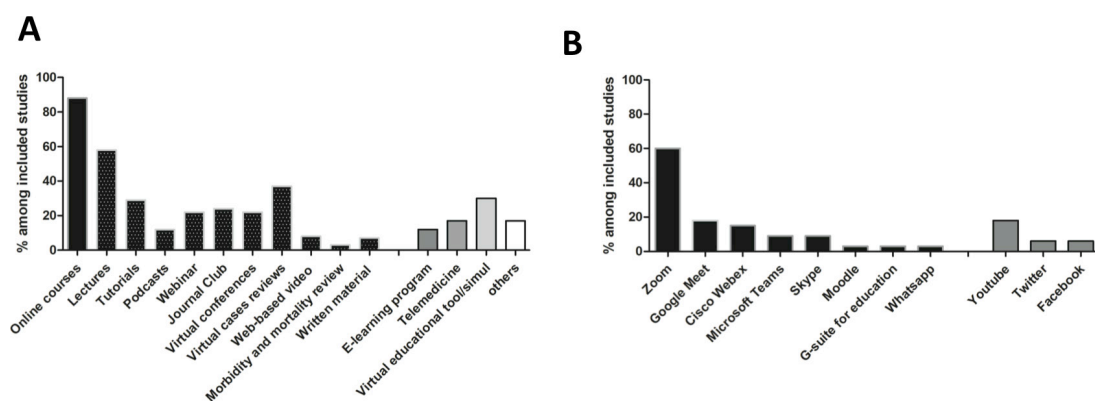 A
% among included studies
100
80
60
40
20
0
Online courses
Lectures
Tutorials
Podcasts
Webinar
Journal Club
Virtual conferences
Virtual cases reviews
Web-based video
Morbidity and mortality review
Written material
E-learning program
Telemedicine
Virtual educational tool/simul
others
B
% among included studies
100
80
60
40
20
0
Zoom
Google Meet
Cisco Webex
Microsoft Teams
Skype
Moodle
G-suite for education
Whatsapp
Youtube
Twitter
Facebook